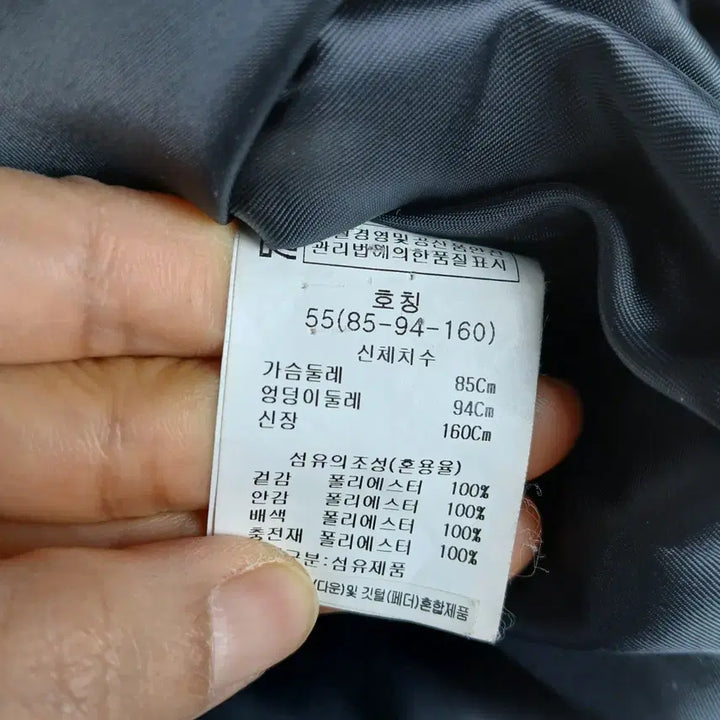 관리법에의한품질표시
호칭
55(85-94-160)
신체치수
가슴둘레 85Cm
엉덩이둘레 94Cm
신장 160Cm
섬유의조성(혼용율)
겉감 폴리에스터 100%
안감 폴리에스터 100%
배색 폴리에스터 100%
충전재 폴리에스터 100%
구분:섬유제품
(다운)및 깃털(페더)혼합제품